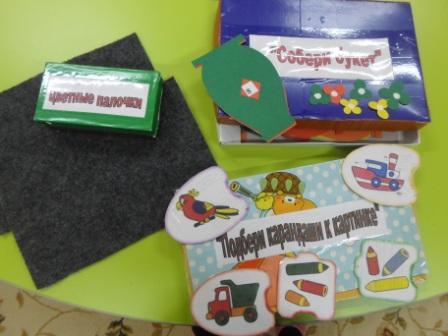 "Собери букет"
цветные палочки
"Подбери карандаши к картинке"